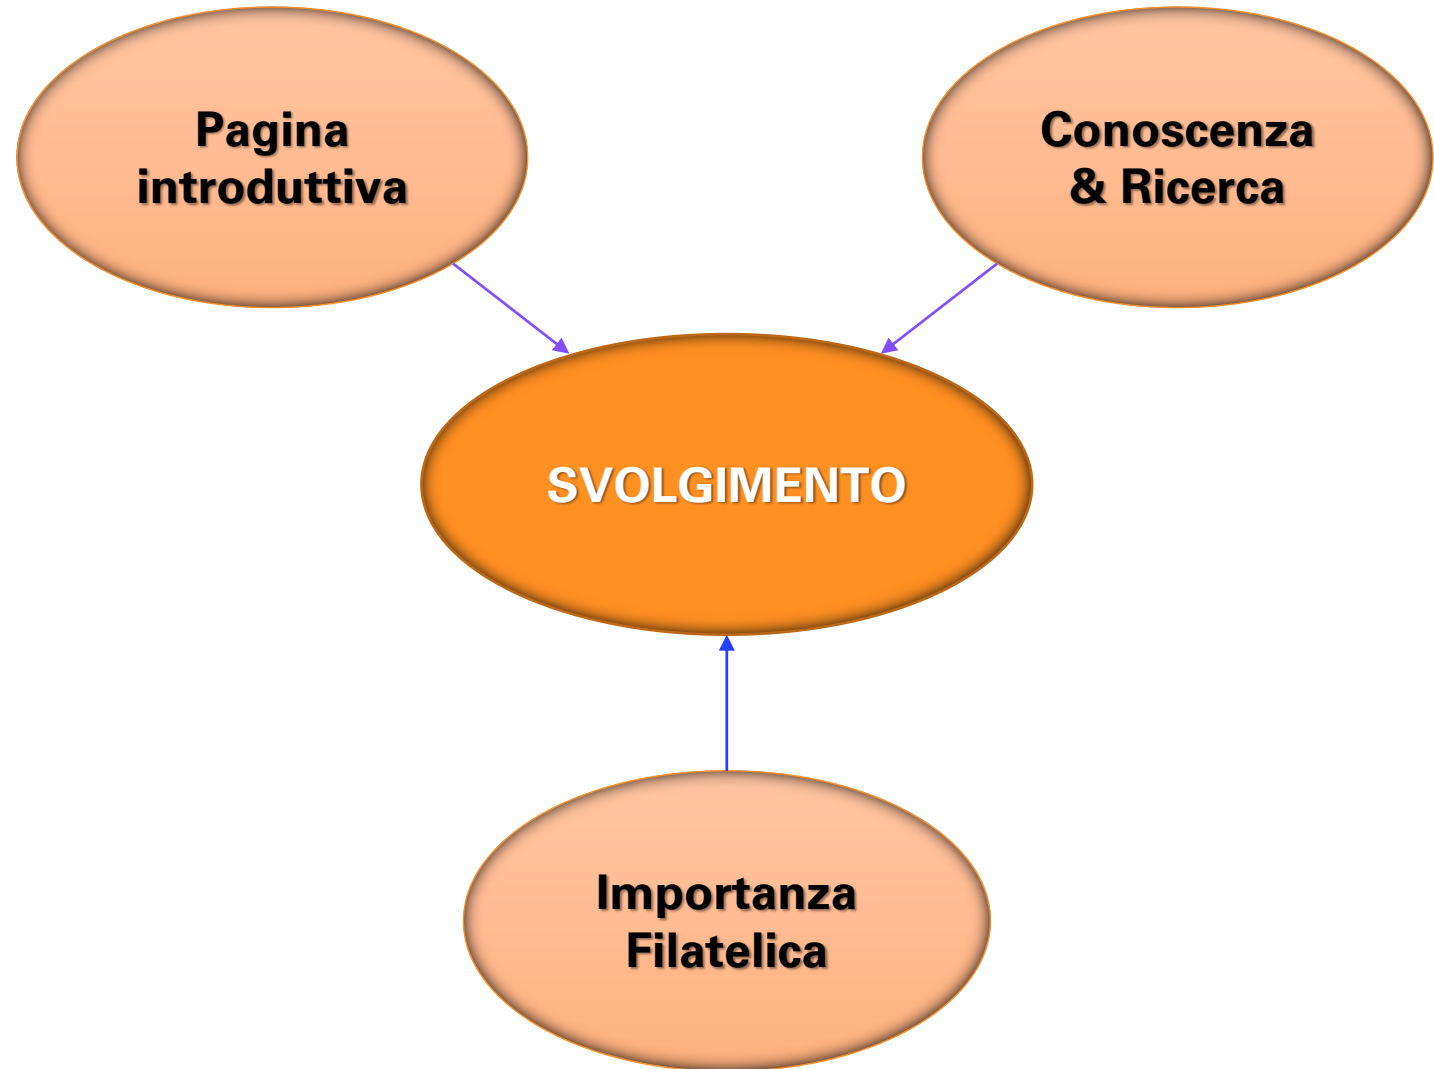 Pagina
introduttiva
Conoscenza
& Ricerca
SVOLGIMENTO
Importanza
Filatelica